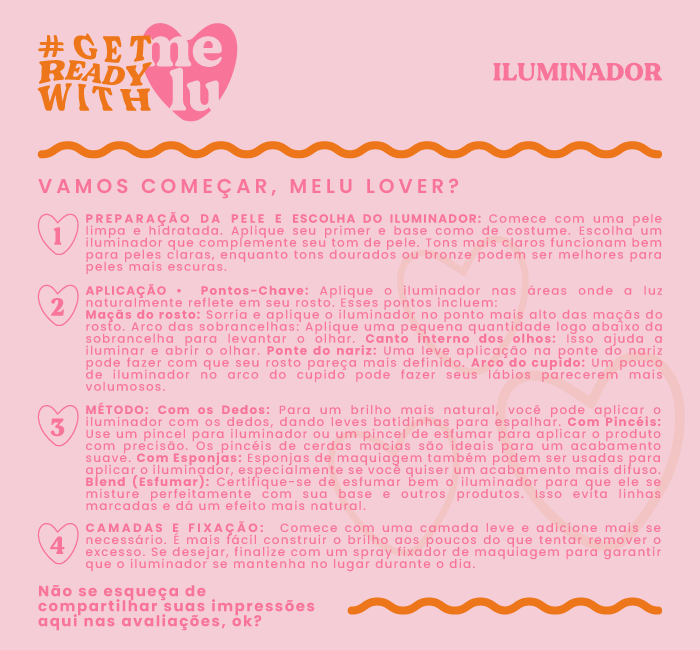 #GET
READY
WITH
me
lu
ILUMINADOR
VAMOS COMEÇAR, MELU LOVER?
1
PREPARAÇÃO DA PELE E ESCOLHA DO ILUMINADOR: Comece com uma pele
limpa e hidratada. Aplique seu primer e base como de costume. Escolha um
iluminador que complemente seu tom de pele. Tons mais claros funcionam bem
para peles claras, enquanto tons dourados ou bronze podem ser melhores para
peles mais escuras.
2
APLICAÇÃO • Pontos-Chave: Aplique o iluminador nas áreas onde a luz
naturalmente reflete em seu rosto. Esses pontos incluem:
Maçãs do rosto: Sorria e aplique o iluminador no ponto mais alto das maçãs do
rosto. Arco das sobrancelhas: Aplique uma pequena quantidade logo abaixo da
sobrancelha para levantar o olhar. Canto interno dos olhos: Isso ajuda a
iluminar e abrir o olhar. Ponte do nariz: Uma leve aplicação na ponte do nariz
pode fazer com que seu rosto pareça mais definido. Arco do cupido: Um pouco
de iluminador no arco do cupido pode fazer seus lábios parecerem mais
volumosos.
3
MÉTODO: Com os Dedos: Para um brilho mais natural, você pode aplicar o
iluminador com os dedos, dando leves batidinhas para espalhar. Com Pincéis:
Use um pincel para iluminador ou um pincel de esfumar para aplicar o produto
com precisão. Os pincéis de cerdas macias são ideais para um acabamento
suave. Com Esponjas: Esponjas de maquiagem também podem ser usadas para
aplicar o iluminador, especialmente se você quiser um acabamento mais difuso.
Blend (Esfumar): Certifique-se de esfumar bem o iluminador para que ele se
misture perfeitamente com sua base e outros produtos. Isso evita linhas
marcadas e dá um efeito mais natural.
4
CAMADAS E FIXAÇÃO: Comece com uma camada leve e adicione mais se
necessário. É mais fácil construir o brilho aos poucos do que tentar remover o
excesso. Se desejar, finalize com um spray fixador de maquiagem para garantir
que o iluminador se mantenha no lugar durante o dia.
Não se esqueça de
compartilhar suas impressões
aqui nas avaliações, ok?